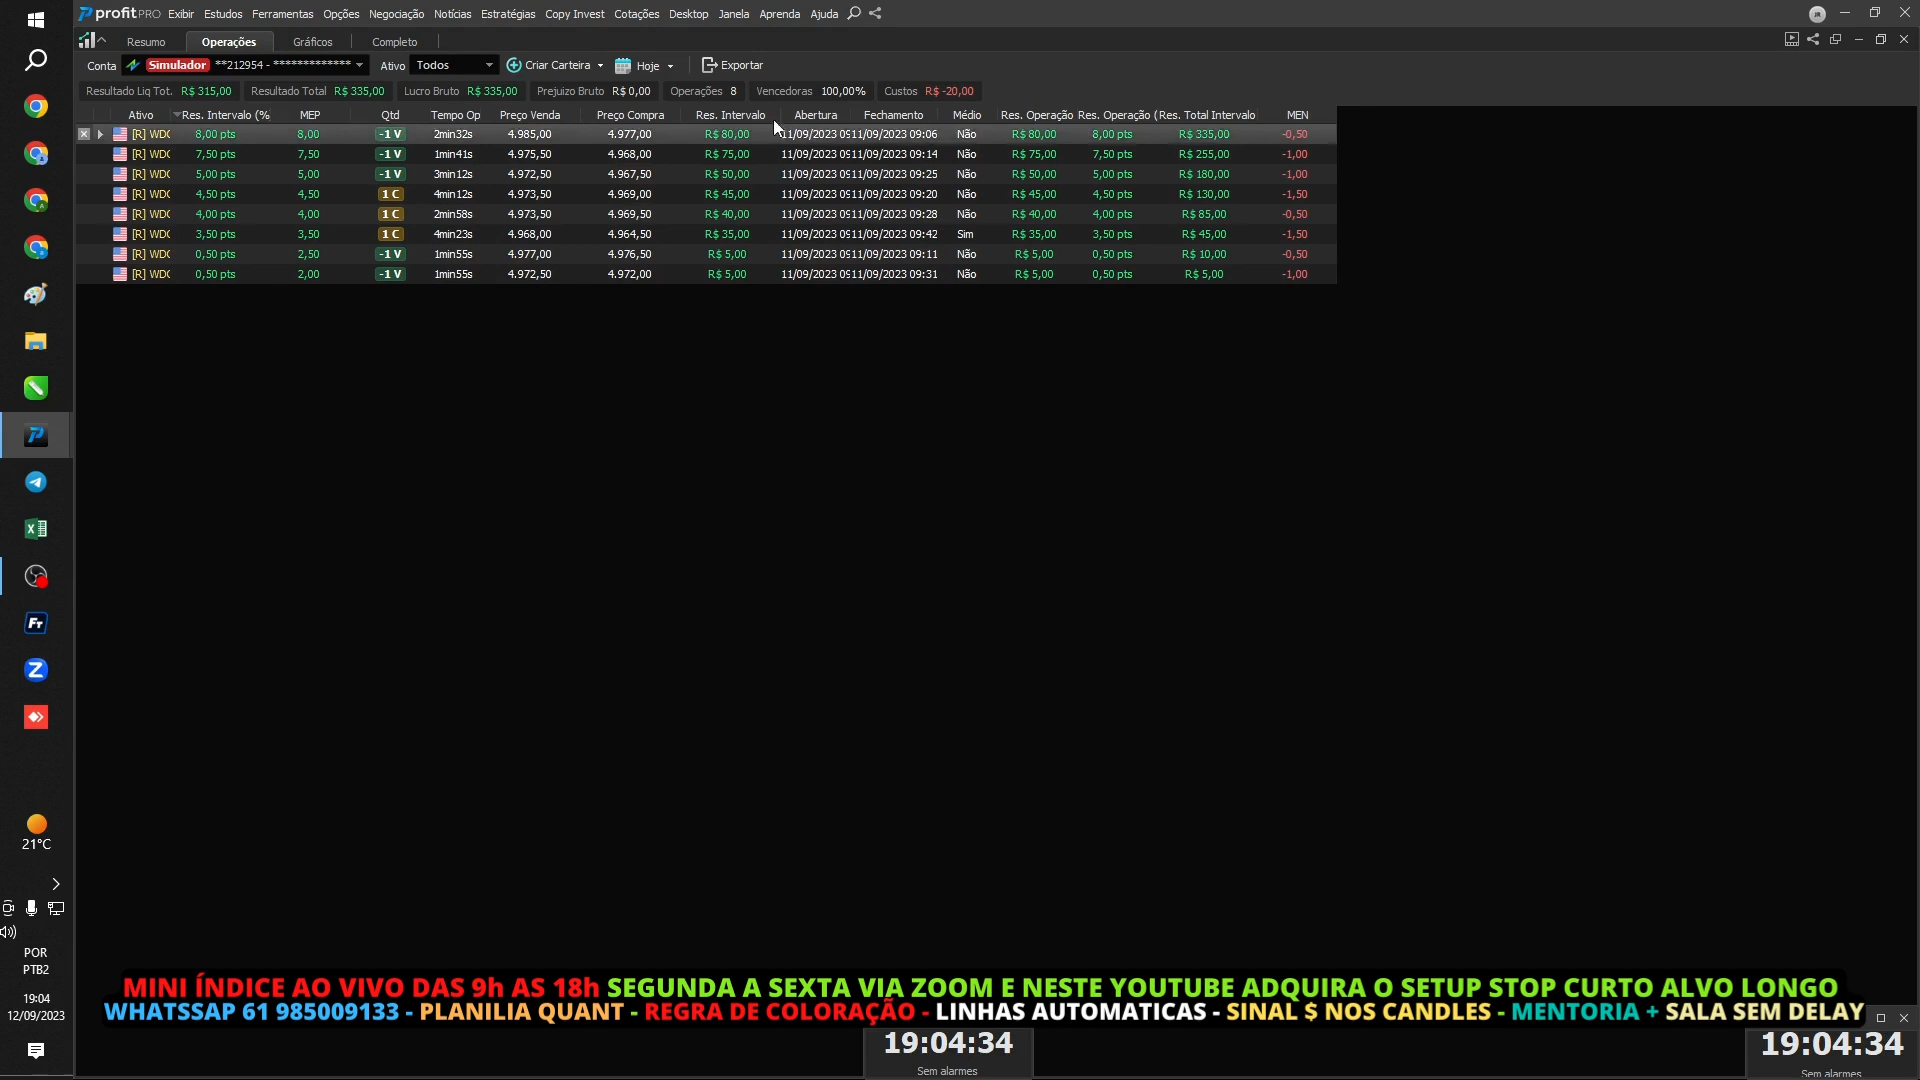 profitPRO Exibir Estudos Ferramentas Opções Negociação Notícias Estratégias Copy Invest Cotações Desktop Janela Aprenda Ajuda JR
Resumo Operações Gráficos Completo
Conta Simulador **212954 - ************* Ativo Todos Criar Carteira Hoje Exportar
Resultado Liq Tot. R$ 315,00 Resultado Total R$ 335,00 Lucro Bruto R$ 335,00 Prejuizo Bruto R$ 0,00 Operações 8 Vencedoras 100,00% Custos R$ -20,00
Ativo Res. Intervalo (% MEP Qtd Tempo Op Preço Venda Preço Compra Res. Intervalo Abertura Fechamento Médio Res. Operação Res. Operação ( Res. Total Intervalo MEN
[R] WDO 8,00 pts 8,00 -1 V 2min32s 4.985,00 4.977,00 R$ 80,00 11/09/2023 09 11/09/2023 09:06 Não R$ 80,00 8,00 pts R$ 335,00 -0,50
[R] WDO 7,50 pts 7,50 -1 V 1min41s 4.975,50 4.968,00 R$ 75,00 11/09/2023 09 11/09/2023 09:14 Não R$ 75,00 7,50 pts R$ 255,00 -1,00
[R] WDO 5,00 pts 5,00 -1 V 3min12s 4.972,50 4.967,50 R$ 50,00 11/09/2023 09 11/09/2023 09:25 Não R$ 50,00 5,00 pts R$ 180,00 -1,00
[R] WDO 4,50 pts 4,50 1 C 4min12s 4.973,50 4.969,00 R$ 45,00 11/09/2023 09 11/09/2023 09:20 Não R$ 45,00 4,50 pts R$ 130,00 -1,50
[R] WDO 4,00 pts 4,00 1 C 2min58s 4.973,50 4.969,50 R$ 40,00 11/09/2023 09 11/09/2023 09:28 Não R$ 40,00 4,00 pts R$ 85,00 -0,50
[R] WDO 3,50 pts 3,50 1 C 4min23s 4.968,00 4.964,50 R$ 35,00 11/09/2023 09 11/09/2023 09:42 Sim R$ 35,00 3,50 pts R$ 45,00 -1,50
[R] WDO 0,50 pts 2,50 -1 V 1min55s 4.977,00 4.976,50 R$ 5,00 11/09/2023 09 11/09/2023 09:11 Não R$ 5,00 0,50 pts R$ 10,00 -0,50
[R] WDO 0,50 pts 2,00 -1 V 1min55s 4.972,50 4.972,00 R$ 5,00 11/09/2023 09 11/09/2023 09:31 Não R$ 5,00 0,50 pts R$ 5,00 -1,00
21°C
POR
PTB2
19:04
12/09/2023
MINI ÍNDICE AO VIVO DAS 9h AS 18h SEGUNDA A SEXTA VIA ZOOM E NESTE YOUTUBE ADQUIRA O SETUP STOP CURTO ALVO LONGO
WHATSSAP 61 985009133 - PLANILIA QUANT - REGRA DE COLORAÇÃO - LINHAS AUTOMATICAS - SINAL $ NOS CANDLES - MENTORIA + SALA SEM DELAY
19:04:34 19:04:34
Sem alarmes Sem alarmes